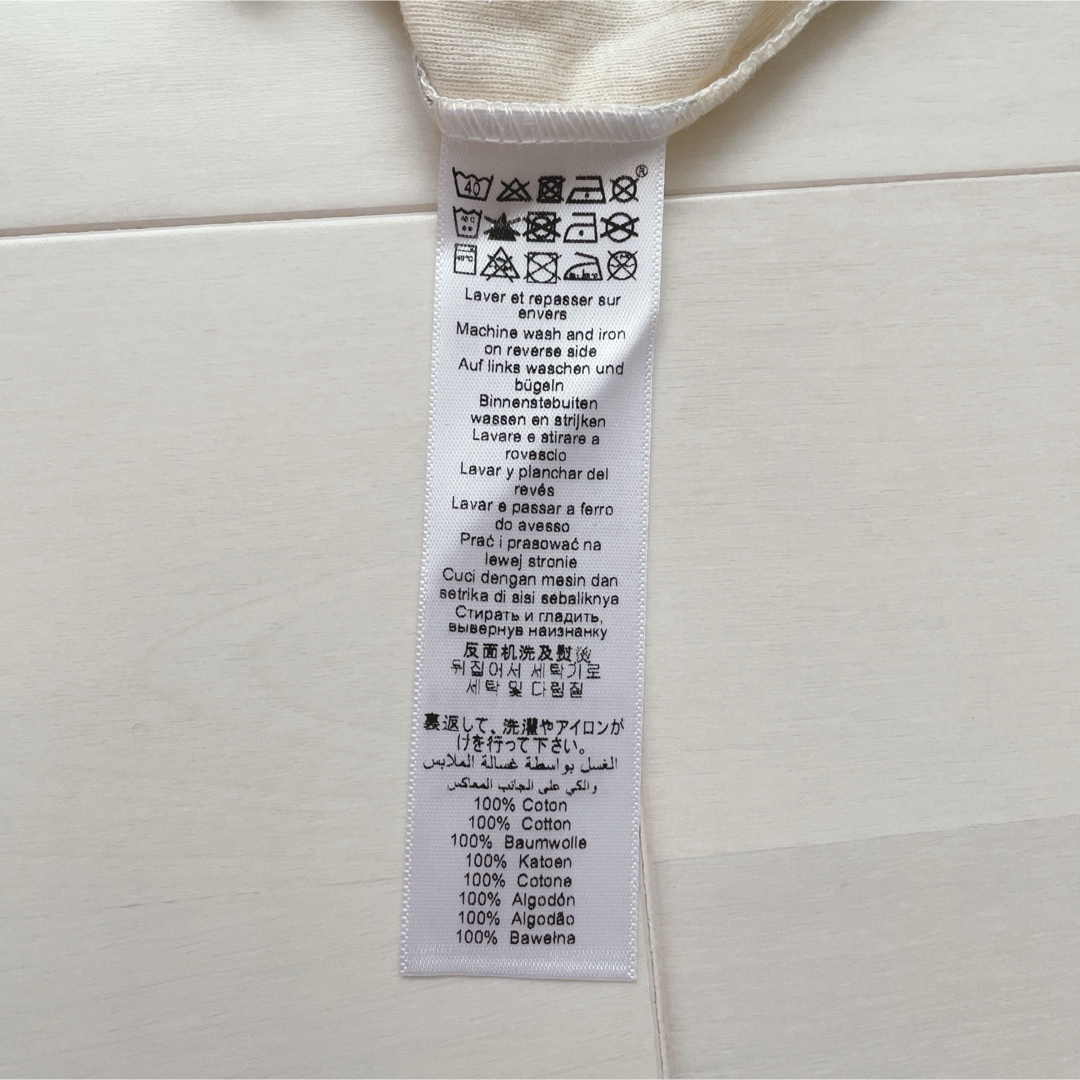 40
®
40°C
40°C
Laver et repasser sur
envers
Machine wash and iron
on reverse side
Auf links waschen und
bügeln
Binnenstebuiten
wassen en strijken
Lavare e stirare a
rovescio
Lavar y planchar del
revés
Lavar e passar a ferro
do avesso
Prać i prasować na
lewej stronie
Cuci dengan mesin dan
setrika di sisi sebaliknya
Стирать и гладить,
вывернув наизнанку
反面机洗及熨烫
뒤집어서 세탁기로
세탁 및 다림질
裏返して、洗濯やアイロンが
けを行って下さい。
الغسل بواسطة غسالة الملابس
والكي على الجانب المعاكس
100% Coton
100% Cotton
100% Baumwolle
100% Katoen
100% Cotone
100% Algodón
100% Algodão
100% Bawełna